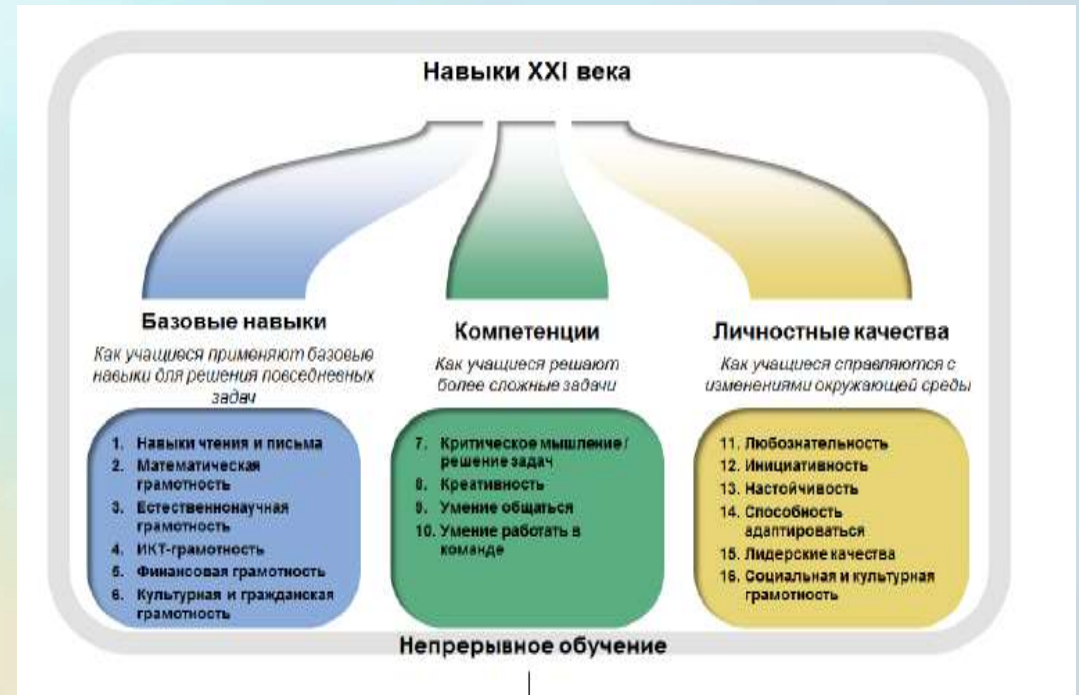 Навыки XXI века
Базовые навыки
Как учащиеся применяют базовые
навыки для решения повседневных
задач
1. Навыки чтения и письма
2. Математическая
грамотность
3. Естественнонаучная
грамотность
4. ИКТ-грамотность
5. Финансовая грамотность
6. Культурная и гражданская
грамотность
Компетенции
Как учащиеся решают
более сложные задачи
7. Критическое мышление /
решение задач
8. Креативность
9. Умение общаться
10. Умение работать в
команде
Личностные качества
Как учащиеся справляются с
изменениями окружающей среды
11. Любознательность
12. Инициативность
13. Настойчивость
14. Способность
адаптироваться
15. Лидерские качества
16. Социальная и культурная
грамотность
Непрерывное обучение